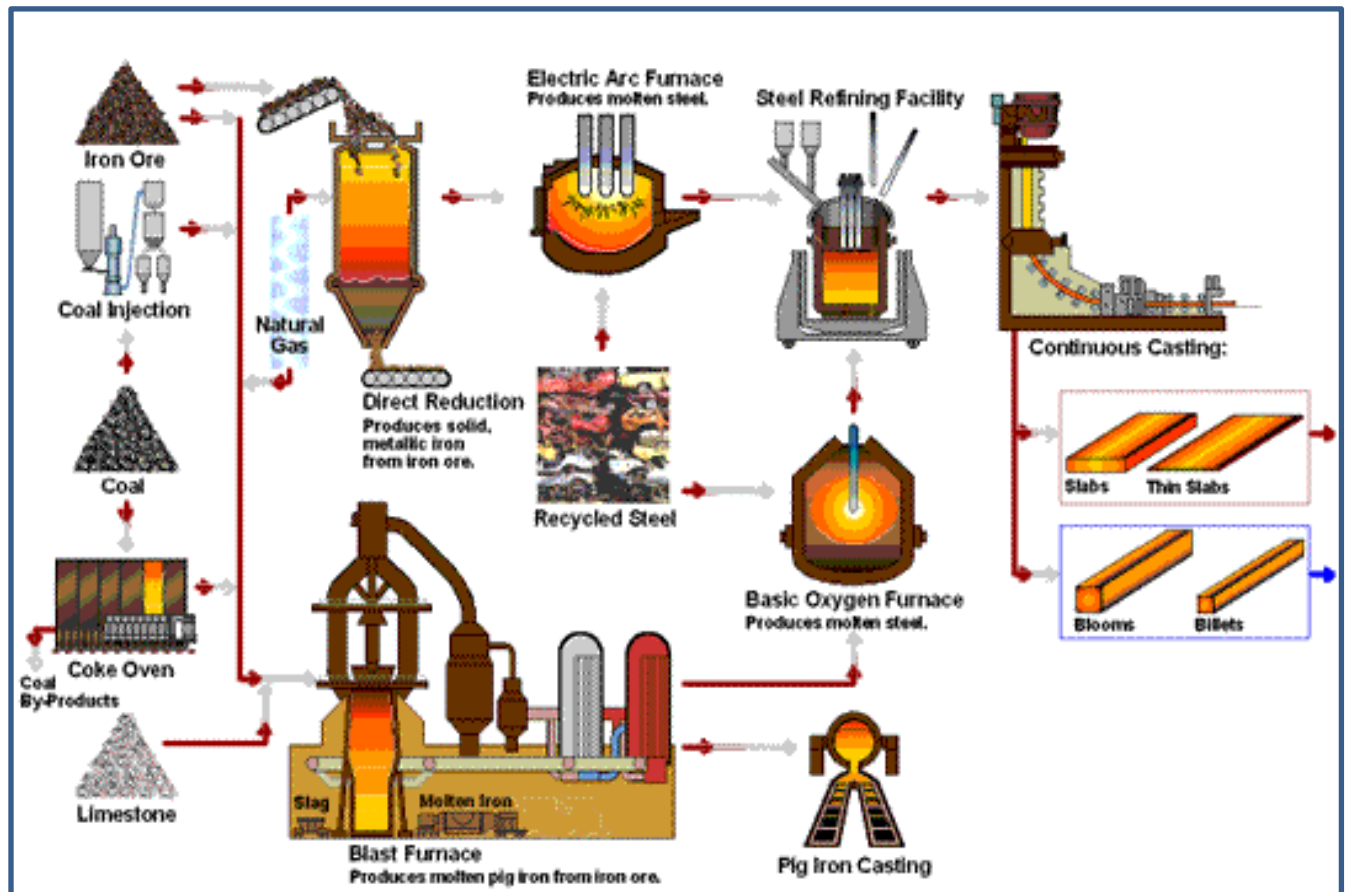 Electric Arc Furnace
Produces molten steel.
Steel Refining Facility
Iron Ore
Coal Injection
Natural
Gas
Continuous Casting:
Direct Reduction
Produces solid,
metallic iron
from iron ore.
Coal
Slabs
Thin Slabs
Recycled Steel
Basic Oxygen Furnace
Produces molten steel.
Blooms
Billets
Coke Oven
Coal
By-Products
Limestone
Slag
Molten Iron
Blast Furnace
Produces molten pig iron from iron ore.
Pig Iron Casting